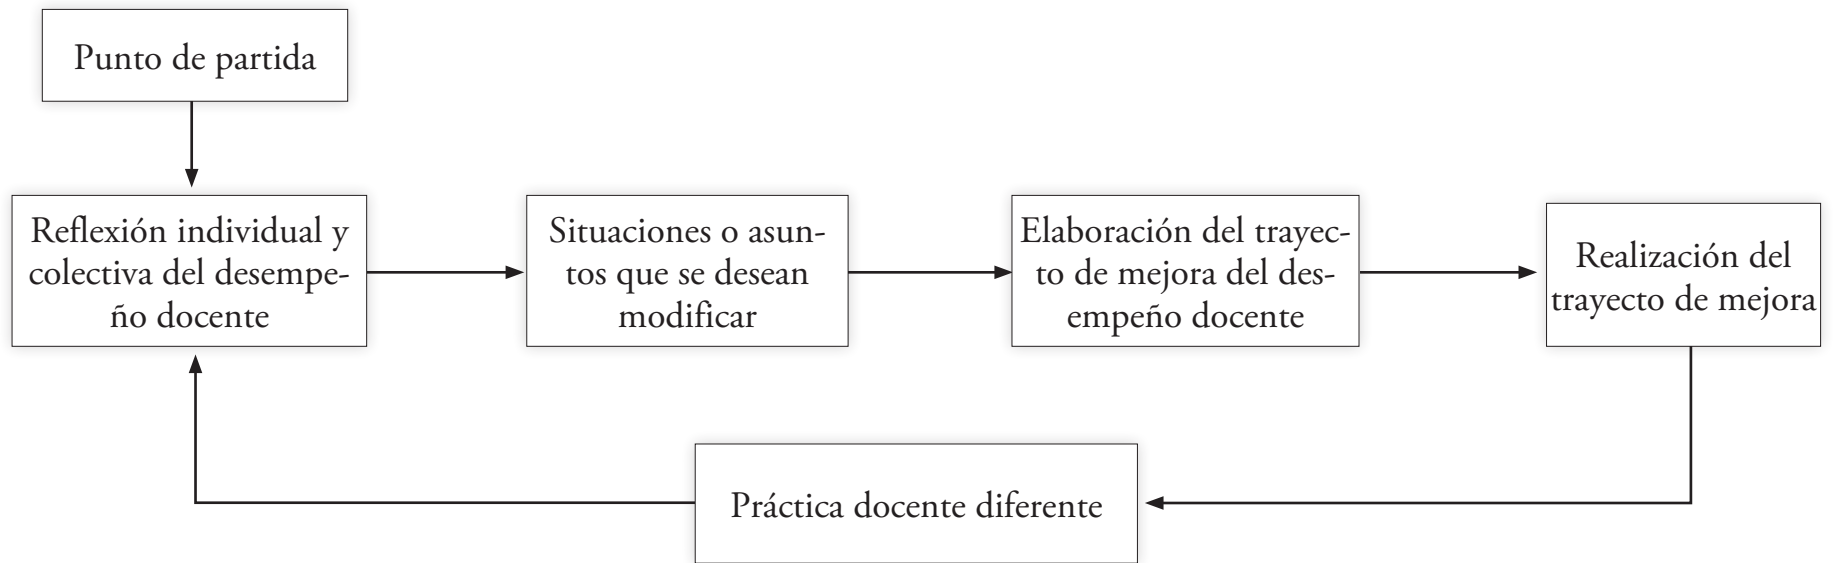 Punto de partida
Reflexión individual y
colectiva del desempe-
ño docente
Situaciones o asun-
tos que se desean
modificar
Elaboración del trayec-
to de mejora del des-
empeño docente
Realización del
trayecto de mejora
Práctica docente diferente